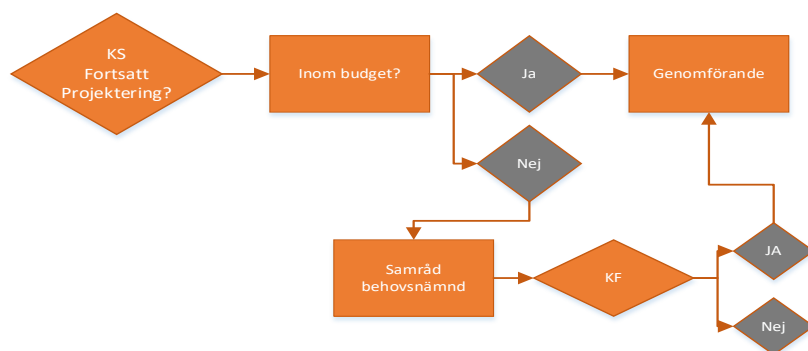 KS
Fortsatt
Projektering?
Inom budget?
Ja
Genomförande
Nej
Samråd
behovsnämnd
KF
JA
Nej